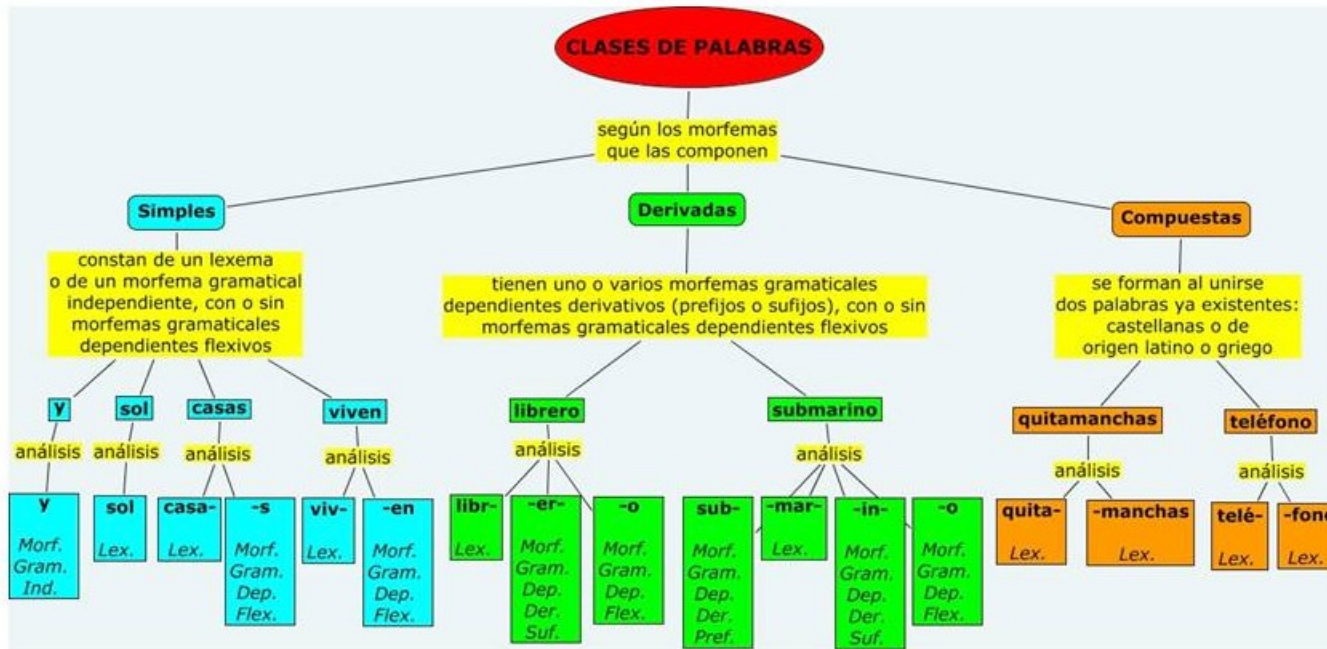 CLASES DE PALABRAS
según los morfemas
que las componen
Simples
Derivadas
Compuestas
constan de un lexema
o de un morfema gramatical
independiente, con o sin
morfemas gramaticales
dependientes flexivos
tienen uno o varios morfemas gramaticales
dependientes derivativos (prefijos o sufijos), con o sin
morfemas gramaticales dependientes flexivos
se forman al unirse
dos palabras ya existentes:
castellanas o de
origen latino o griego
y
sol
casas
viven
librero
submarino
quitamanchas
teléfono
análisis
análisis
análisis
análisis
análisis
análisis
análisis
análisis
y
Morf.
Gram.
Ind.
sol
Lex.
casa-
Lex.
-s
Morf.
Gram.
Dep.
Flex.
viv-
Lex.
-en
Morf.
Gram.
Dep.
Flex.
libr-
Lex.
-er-
Morf.
Gram.
Dep.
Der.
Suf.
-o
Morf.
Gram.
Dep.
Flex.
sub-
Morf.
Gram.
Dep.
Der.
Pref.
-mar-
Lex.
-in-
Morf.
Gram.
Dep.
Der.
Suf.
-o
Morf.
Gram.
Dep.
Flex.
quita-
Lex.
-manchas
Lex.
telé-
Lex.
-fono
Lex.